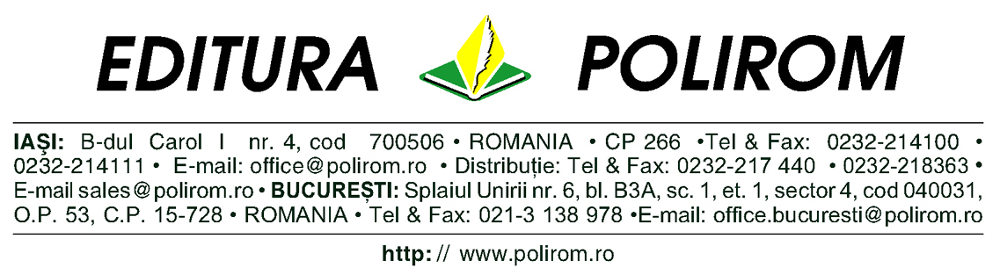 EDITURA POLIROM
IAŞI: B-dul Carol I nr. 4, cod 700506 • ROMANIA • CP 266 •Tel & Fax: 0232-214100 •
0232-214111 • E-mail: office@polirom.ro • Distribuţie: Tel & Fax: 0232-217 440 • 0232-218363 •
E-mail sales@polirom.ro • BUCUREŞTI: Splaiul Unirii nr. 6, bl. B3A, sc. 1, et. 1, sector 4, cod 040031,
O.P. 53, C.P. 15-728 • ROMANIA • Tel & Fax: 021-3 138 978 •E-mail: office.bucuresti@polirom.ro
http: // www.polirom.ro